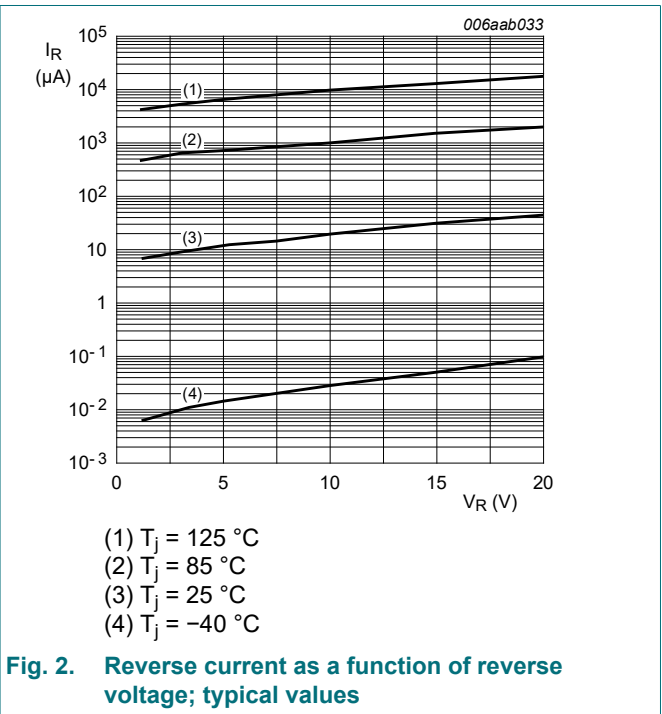 006aab033
I_R
(µA)
10^5
10^4
10^3
10^2
10
1
10^-1
10^-2
10^-3
(1)
(2)
(3)
(4)
0 5 10 15 20
V_R (V)
(1) T_j = 125 °C
(2) T_j = 85 °C
(3) T_j = 25 °C
(4) T_j = −40 °C
Fig. 2. Reverse current as a function of reverse
voltage; typical values